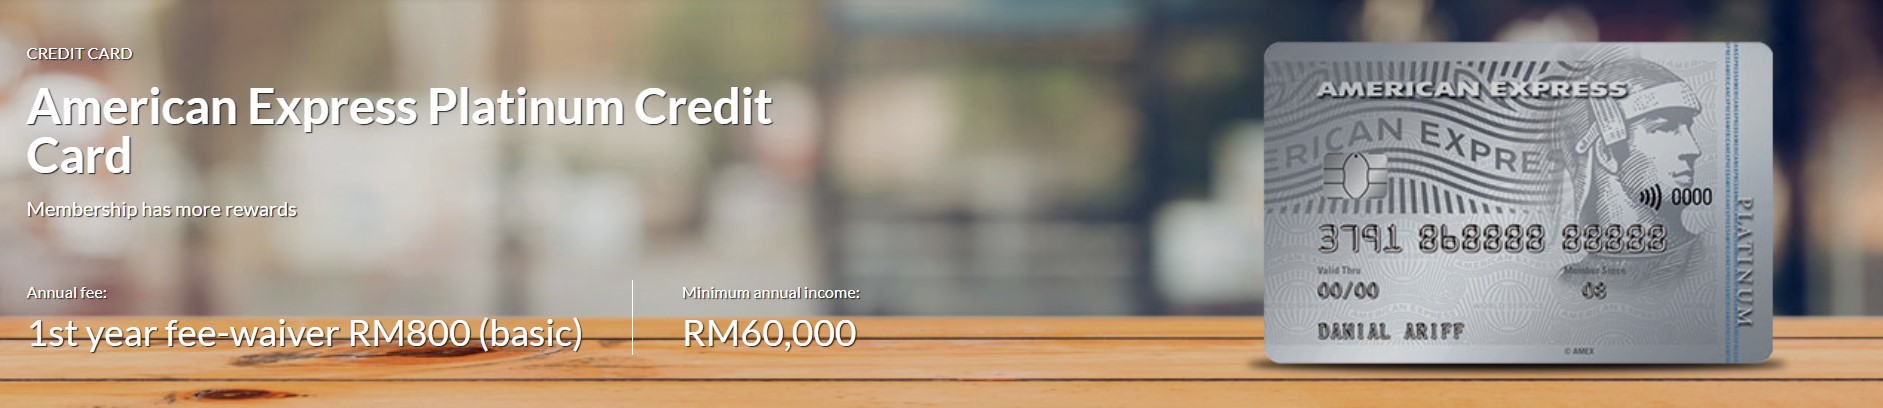 CREDIT CARD
American Express Platinum Credit
Card
Membership has more rewards
Annual fee:
1st year fee-waiver RM800 (basic)
Minimum annual income:
RM60,000
AMERICAN EXPRESS
ERICAN EXPRES
0000
3791 868888 88888
Valid Thru
Member Since
00/00
08
DANIAL ARIFF
© AMEX
PLATINUM